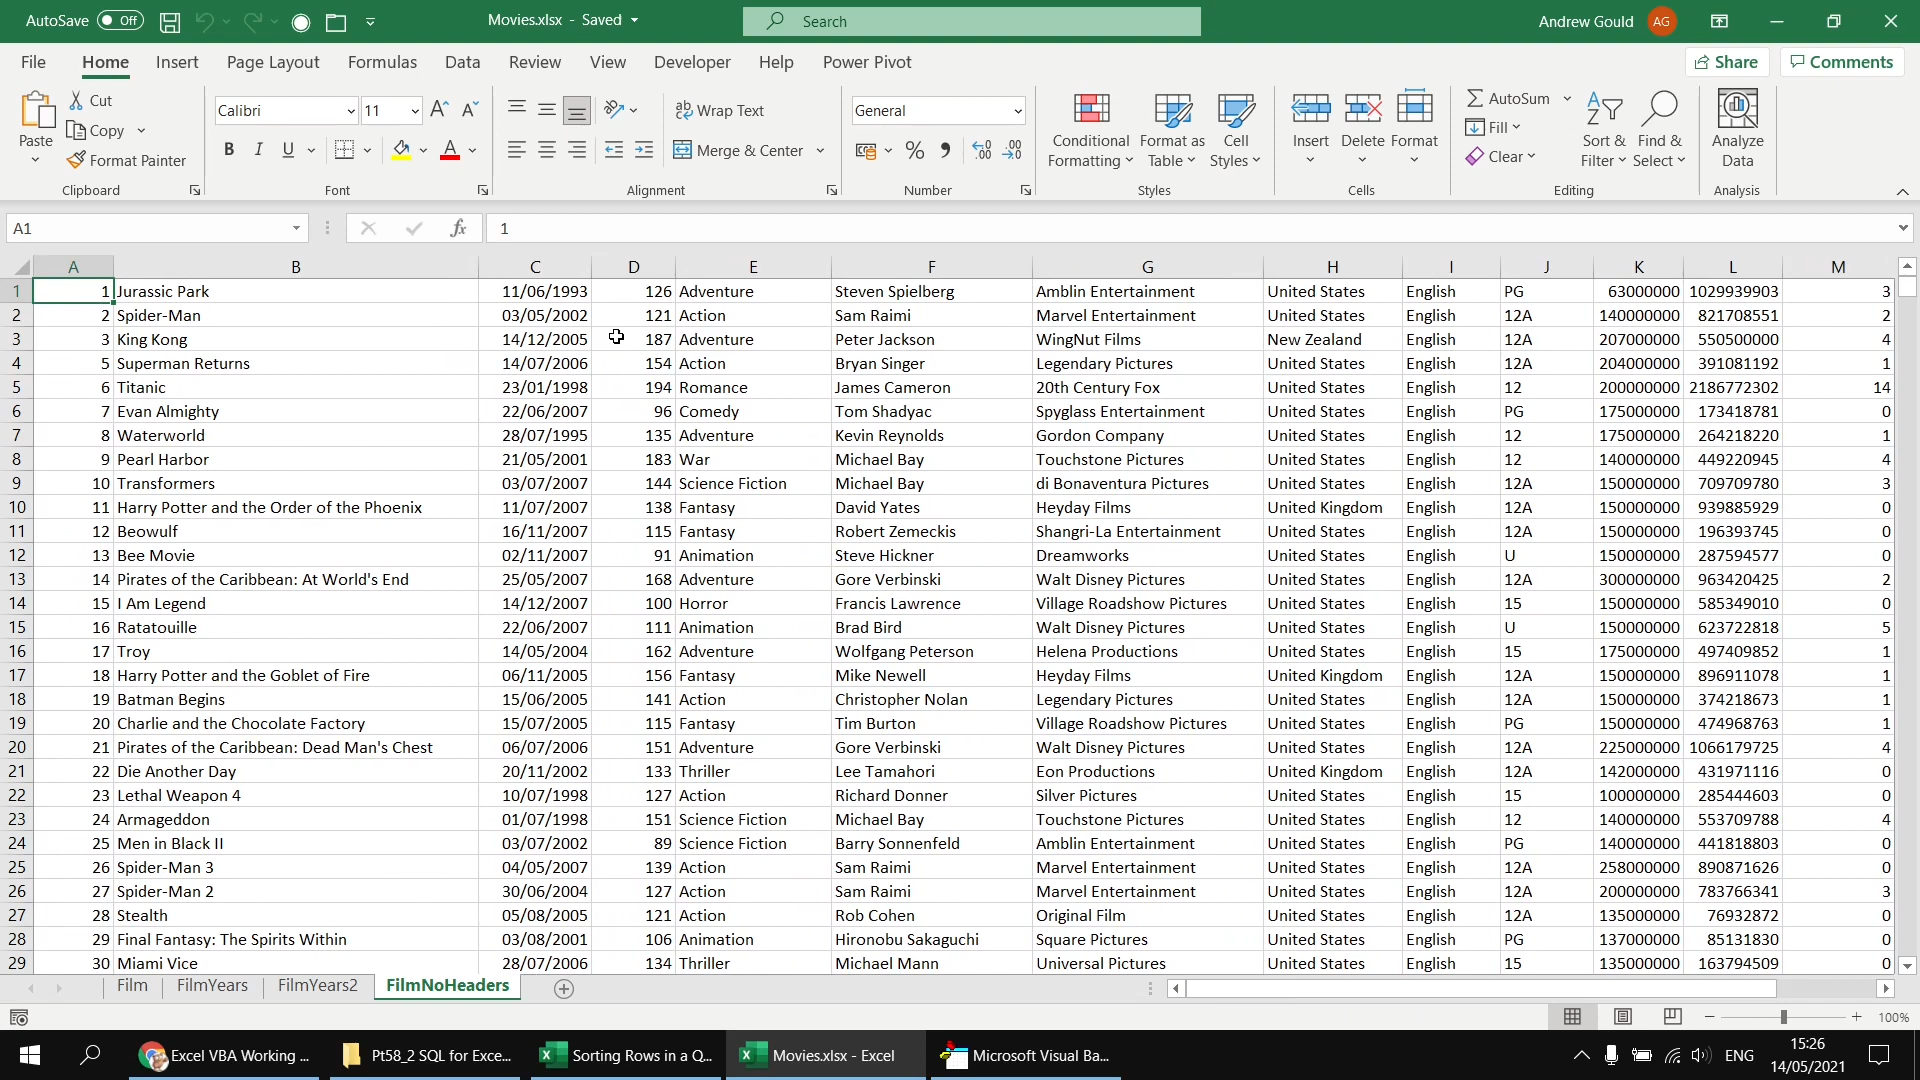 AutoSave Off Movies.xlsx - Saved Search Andrew Gould AG
File Home Insert Page Layout Formulas Data Review View Developer Help Power Pivot Share Comments
Cut
Copy
Format Painter
Paste
Clipboard
Calibri 11
B I U
Font
Wrap Text
Merge & Center
Alignment
General
Number
Conditional Formatting
Format as Table
Cell Styles
Styles
Insert Delete Format
Cells
AutoSum
Fill
Clear
Sort & Filter
Find & Select
Editing
Analyze Data
Analysis
A1 fx 1
A B C D E F G H I J K L M
1 1 Jurassic Park 11/06/1993 126 Adventure Steven Spielberg Amblin Entertainment United States English PG 63000000 1029939903 3
2 2 Spider-Man 03/05/2002 121 Action Sam Raimi Marvel Entertainment United States English 12A 140000000 821708551 2
3 3 King Kong 14/12/2005 187 Adventure Peter Jackson WingNut Films New Zealand English 12A 207000000 550500000 4
4 5 Superman Returns 14/07/2006 154 Action Bryan Singer Legendary Pictures United States English 12A 204000000 391081192 1
5 6 Titanic 23/01/1998 194 Romance James Cameron 20th Century Fox United States English 12 200000000 2186772302 14
6 7 Evan Almighty 22/06/2007 96 Comedy Tom Shadyac Spyglass Entertainment United States English PG 175000000 173418781 0
7 8 Waterworld 28/07/1995 135 Adventure Kevin Reynolds Gordon Company United States English 12 175000000 264218220 1
8 9 Pearl Harbor 21/05/2001 183 War Michael Bay Touchstone Pictures United States English 12 140000000 449220945 4
9 10 Transformers 03/07/2007 144 Science Fiction Michael Bay di Bonaventura Pictures United States English 12A 150000000 709709780 3
10 11 Harry Potter and the Order of the Phoenix 11/07/2007 138 Fantasy David Yates Heyday Films United Kingdom English 12A 150000000 939885929 0
11 12 Beowulf 16/11/2007 115 Fantasy Robert Zemeckis Shangri-La Entertainment United States English 12A 150000000 196393745 0
12 13 Bee Movie 02/11/2007 91 Animation Steve Hickner Dreamworks United States English U 150000000 287594577 0
13 14 Pirates of the Caribbean: At World's End 25/05/2007 168 Adventure Gore Verbinski Walt Disney Pictures United States English 12A 300000000 963420425 2
14 15 I Am Legend 14/12/2007 100 Horror Francis Lawrence Village Roadshow Pictures United States English 15 150000000 585349010 0
15 16 Ratatouille 22/06/2007 111 Animation Brad Bird Walt Disney Pictures United States English U 150000000 623722818 5
16 17 Troy 14/05/2004 162 Adventure Wolfgang Peterson Helena Productions United States English 15 175000000 497409852 1
17 18 Harry Potter and the Goblet of Fire 06/11/2005 156 Fantasy Mike Newell Heyday Films United Kingdom English 12A 150000000 896911078 1
18 19 Batman Begins 15/06/2005 141 Action Christopher Nolan Legendary Pictures United States English 12A 150000000 374218673 1
19 20 Charlie and the Chocolate Factory 15/07/2005 115 Fantasy Tim Burton Village Roadshow Pictures United States English PG 150000000 474968763 1
20 21 Pirates of the Caribbean: Dead Man's Chest 06/07/2006 151 Adventure Gore Verbinski Walt Disney Pictures United States English 12A 225000000 1066179725 4
21 22 Die Another Day 20/11/2002 133 Thriller Lee Tamahori Eon Productions United Kingdom English 12A 142000000 431971116 0
22 23 Lethal Weapon 4 10/07/1998 127 Action Richard Donner Silver Pictures United States English 15 100000000 285444603 0
23 24 Armageddon 01/07/1998 151 Science Fiction Michael Bay Touchstone Pictures United States English 12 140000000 553709788 4
24 25 Men in Black II 03/07/2002 89 Science Fiction Barry Sonnenfeld Amblin Entertainment United States English PG 140000000 441818803 0
25 26 Spider-Man 3 04/05/2007 139 Action Sam Raimi Marvel Entertainment United States English 12A 258000000 890871626 0
26 27 Spider-Man 2 30/06/2004 127 Action Sam Raimi Marvel Entertainment United States English 12A 200000000 783766341 3
27 28 Stealth 05/08/2005 121 Action Rob Cohen Original Film United States English 12A 135000000 76932872 0
28 29 Final Fantasy: The Spirits Within 03/08/2001 106 Animation Hironobu Sakaguchi Square Pictures United States English PG 137000000 85131830 0
29 30 Miami Vice 28/07/2006 134 Thriller Michael Mann Universal Pictures United States English 15 135000000 163794509 0
Film FilmYears FilmYears2 FilmNoHeaders
100%
Excel VBA Working ... Pt58_2 SQL for Exce... Sorting Rows in a Q... Movies.xlsx - Excel Microsoft Visual Ba... ENG 15:26
14/05/2021